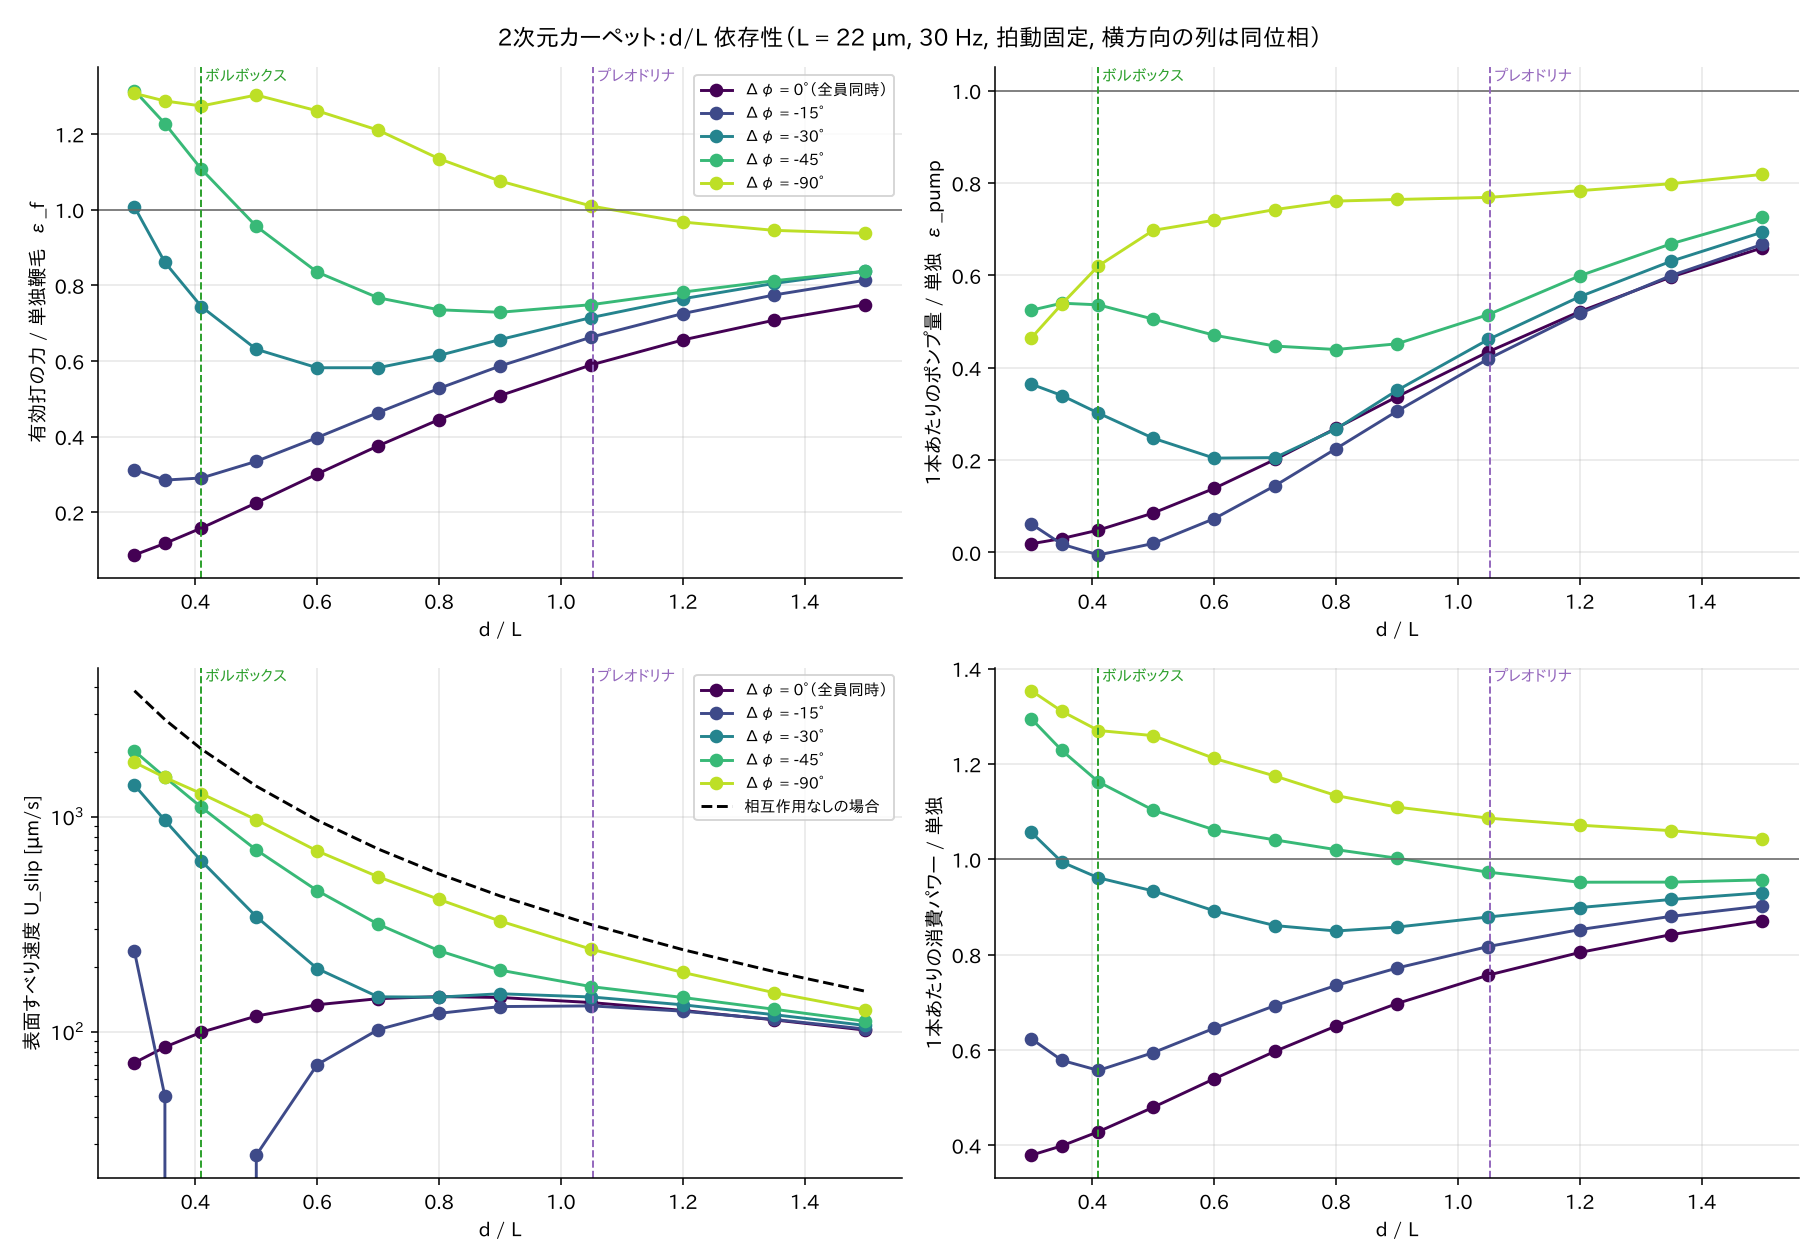 2次元カーペット:d/L 依存性(L = 22 μm, 30 Hz, 拍動固定, 横方向の列は同位相)
ボルボックス
プレオドリナ
Δ φ = 0°(全員同時)
Δ φ = -15°
Δ φ = -30°
Δ φ = -45°
Δ φ = -90°
有効打の力 / 単独鞭毛 ε_f
1.2
1.0
0.8
0.6
0.4
0.2
0.4 0.6 0.8 1.0 1.2 1.4
d / L
ボルボックス
プレオドリナ
1本あたりのポンプ量 / 単独 ε_pump
1.0
0.8
0.6
0.4
0.2
0.0
0.4 0.6 0.8 1.0 1.2 1.4
d / L
ボルボックス
プレオドリナ
Δ φ = 0°(全員同時)
Δ φ = -15°
Δ φ = -30°
Δ φ = -45°
Δ φ = -90°
相互作用なしの場合
表面すべり速度 U_slip [μm/s]
10³
10²
0.4 0.6 0.8 1.0 1.2 1.4
d / L
ボルボックス
プレオドリナ
1本あたりの消費パワー / 単独
1.4
1.2
1.0
0.8
0.6
0.4
0.4 0.6 0.8 1.0 1.2 1.4
d / L